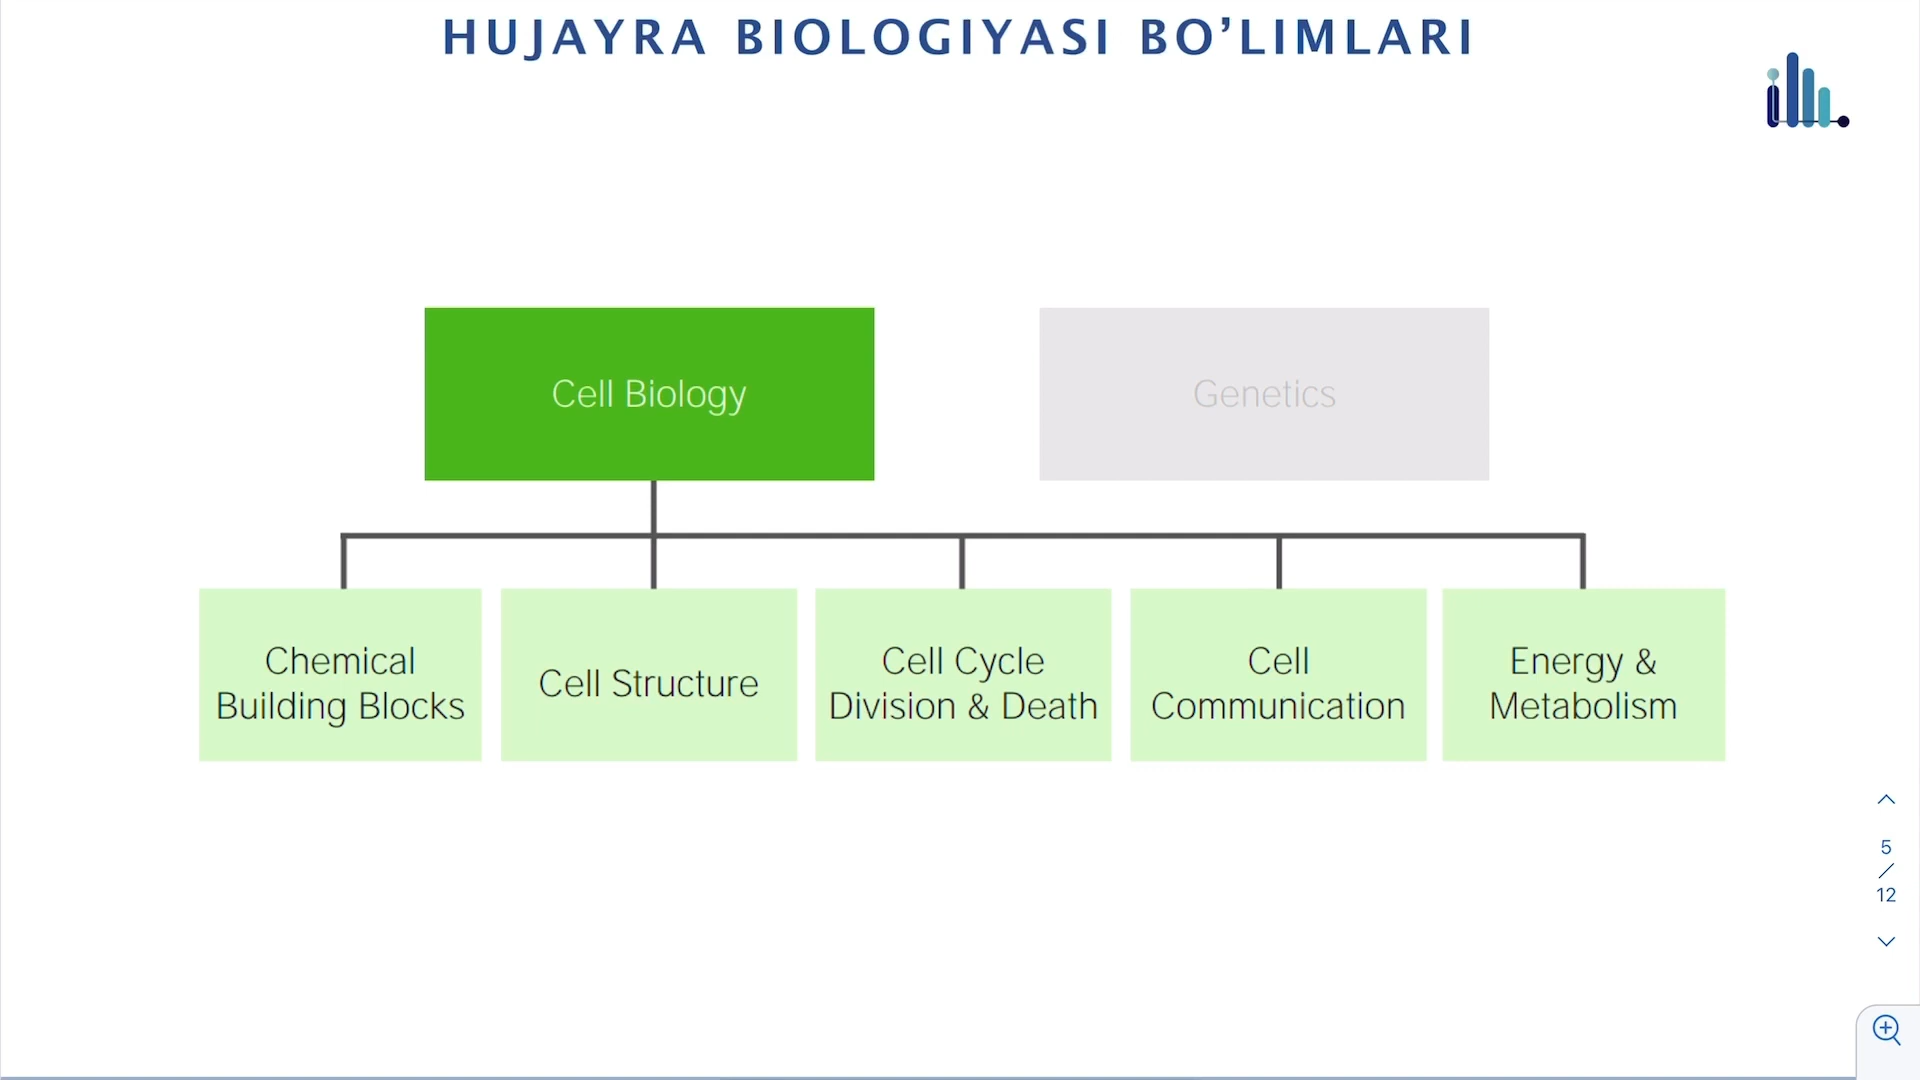 HUJAYRA BIOLOGIYASI BO’LIMLARI
Cell Biology
Genetics
Chemical
Building Blocks
Cell Structure
Cell Cycle
Division & Death
Cell
Communication
Energy &
Metabolism
5
/
12